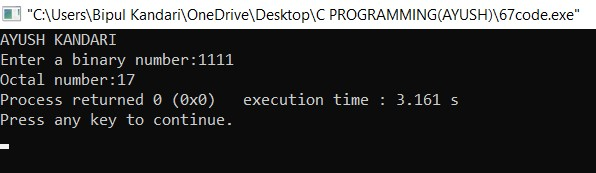 "C:\Users\Bipul Kandari\OneDrive\Desktop\C PROGRAMMING(AYUSH)\67code.exe"
AYUSH KANDARI
Enter a binary number:1111
Octal number:17
Process returned 0 (0x0)   execution time : 3.161 s
Press any key to continue.